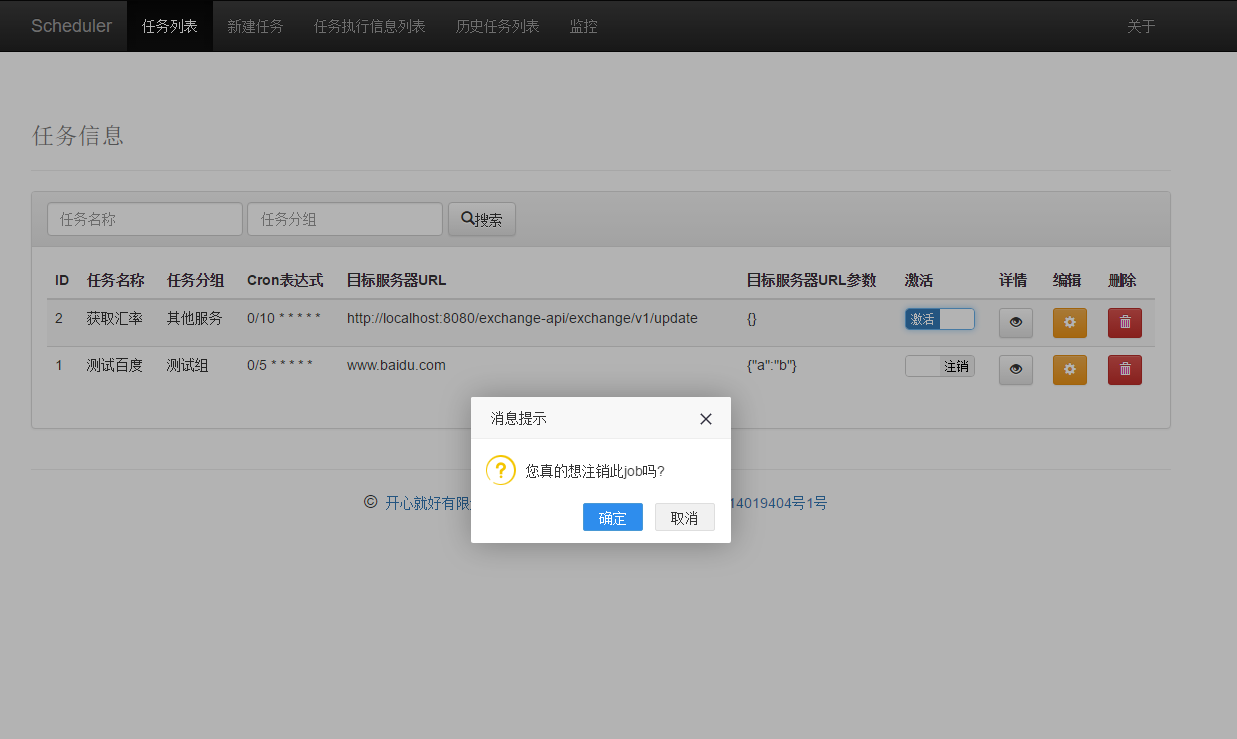 Scheduler 任务列表 新建任务 任务执行信息列表 历史任务列表 监控 关于
任务信息
任务名称 任务分组 搜索
ID 任务名称 任务分组 Cron表达式 目标服务器URL 目标服务器URL参数 激活 详情 编辑 删除
2 获取汇率 其他服务 0/10 * * * * * http://localhost:8080/exchange-api/exchange/v1/update {} 激活
1 测试百度 测试组 0/5 * * * * * www.baidu.com {"a":"b"} 注销
消息提示
您真的想注销此job吗?
确定 取消
© 开心就好有限 14019404号1号